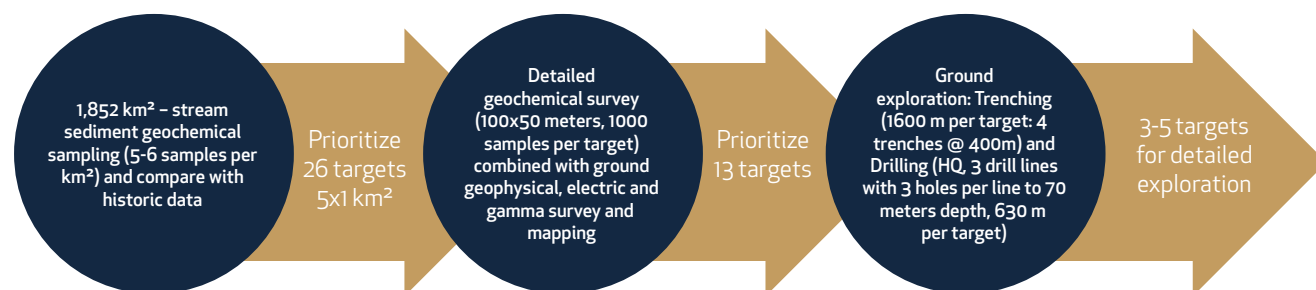 1,852 km² – stream
sediment geochemical
sampling (5-6 samples per
km²) and compare with
historic data
Prioritize
26 targets
5x1 km²
Detailed
geochemical survey
(100x50 meters, 1000
samples per target)
combined with ground
geophysical, electric and
gamma survey and
mapping
Prioritize
13 targets
Ground
exploration: Trenching
(1600 m per target: 4
trenches @ 400m) and
Drilling (HQ, 3 drill lines
with 3 holes per line to 70
meters depth, 630 m
per target)
3-5 targets
for detailed
exploration